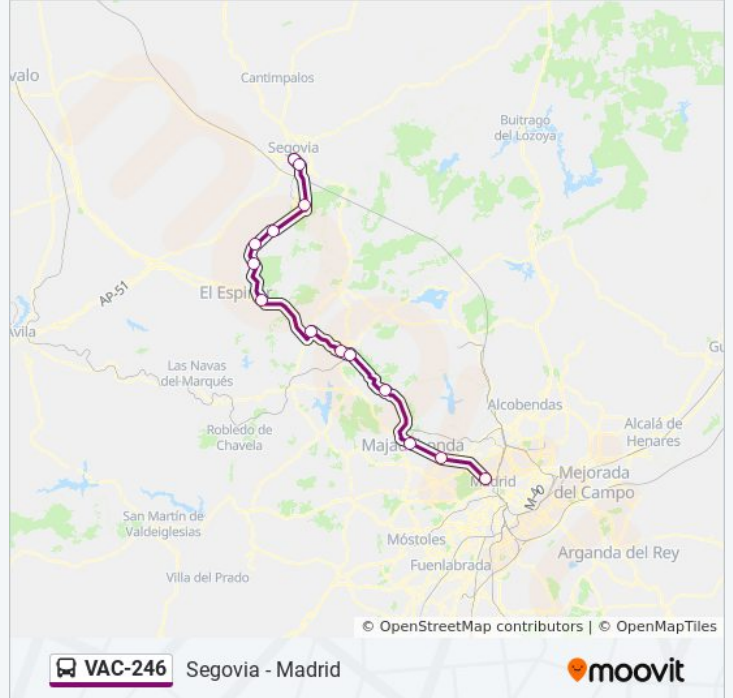 valo
Cantimpalos
Buitrago
del Lozoya
Segovia
El Espinar
AP-51
vila
Gu
Las Navas
del Marqués
Alcobendas
Robledo de
Chavela
Alcalá de
Henares
Majadahonda
Madrid
Mejorada
del Campo
M-40
San Martín de
Valdeiglesias
Móstoles
Arganda del Rey
Fuenlabrada
Villa del Prado
© OpenStreetMap contributors | © OpenMapTiles
VAC-246 Segovia - Madrid
moovit